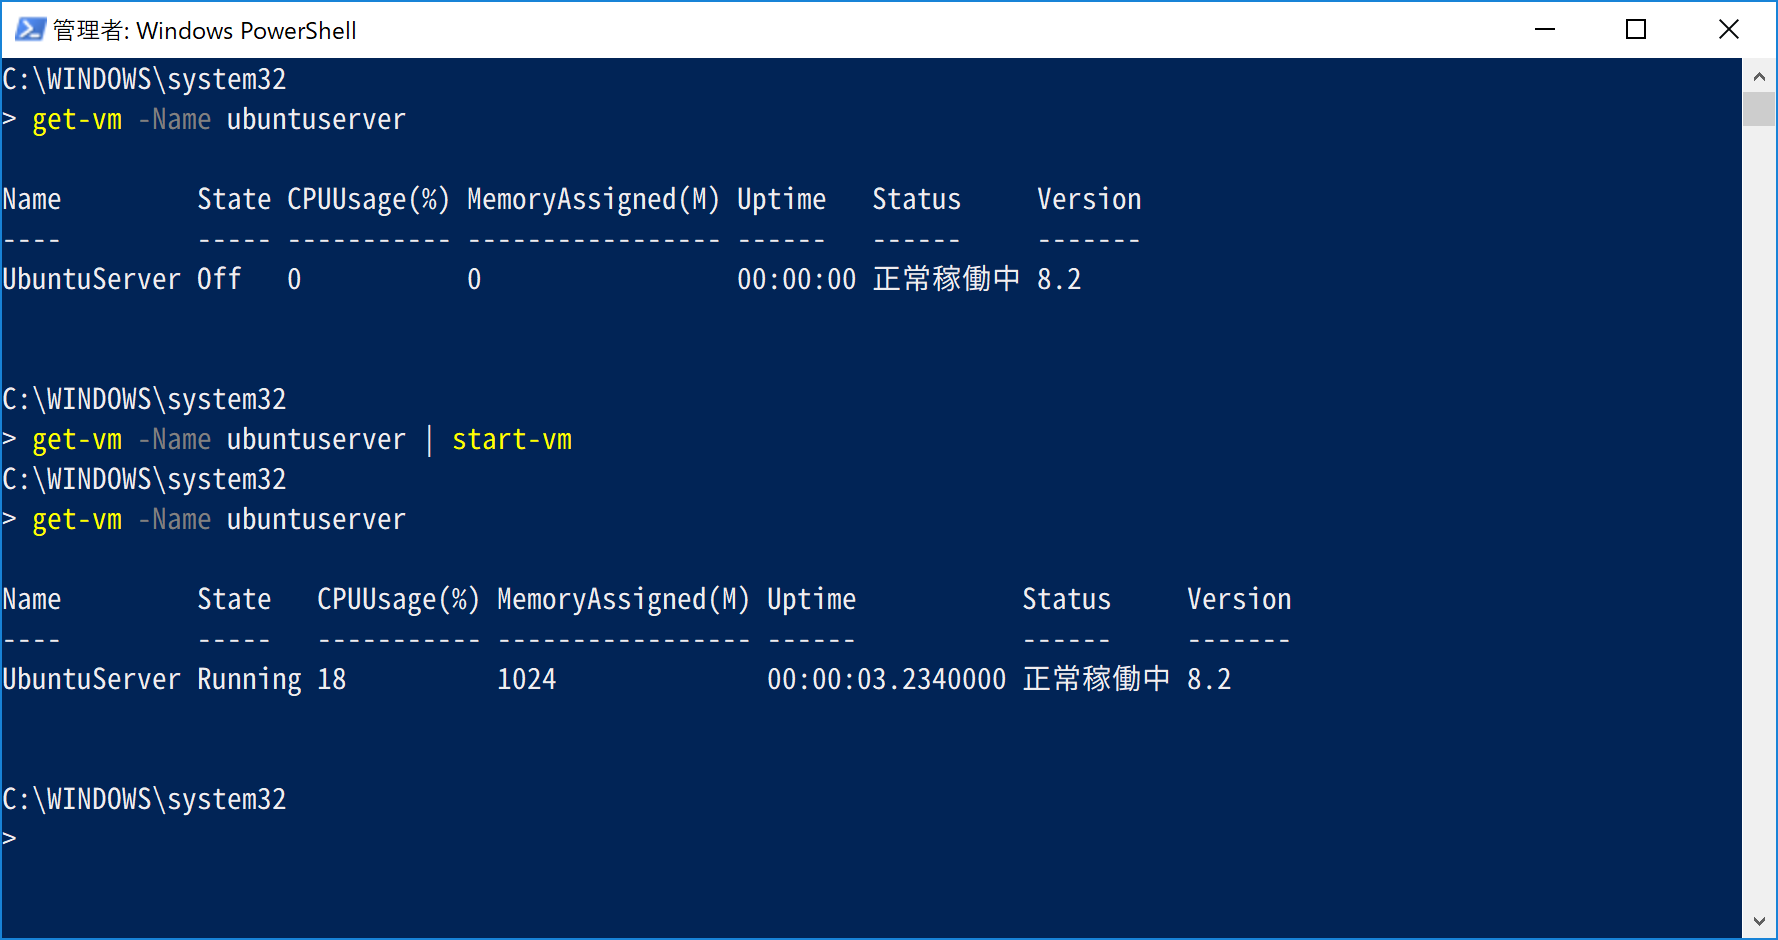 管理者: Windows PowerShell
C:\WINDOWS\system32
> get-vm -Name ubuntuserver
Name         State CPUUsage(%) MemoryAssigned(M) Uptime   Status     Version
----         ----- ----------- ----------------- ------   ------     -------
UbuntuServer Off   0           0                 00:00:00 正常稼働中 8.2
C:\WINDOWS\system32
> get-vm -Name ubuntuserver | start-vm
C:\WINDOWS\system32
> get-vm -Name ubuntuserver
Name         State   CPUUsage(%) MemoryAssigned(M) Uptime           Status     Version
----         -----   ----------- ----------------- ------           ------     -------
UbuntuServer Running 18          1024              00:00:03.2340000 正常稼働中 8.2
C:\WINDOWS\system32
>